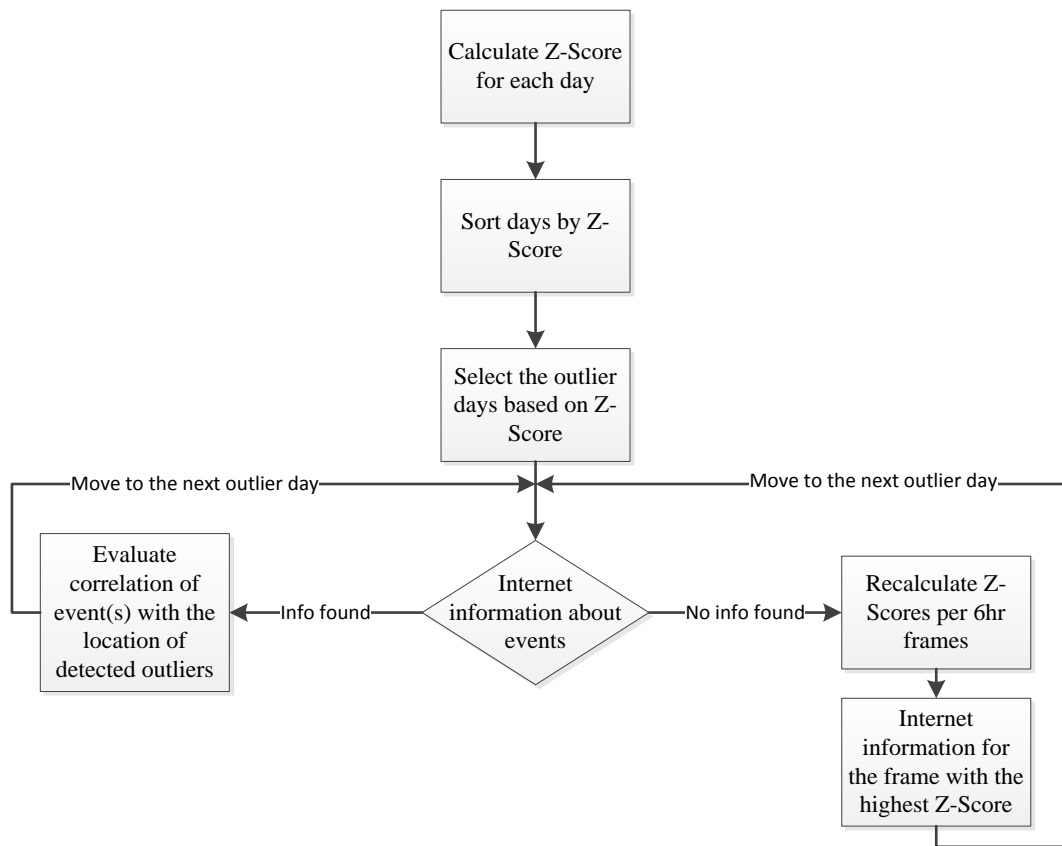 Calculate Z-Score
for each day
Sort days by Z-
Score
Select the outlier
days based on Z-
Score
Move to the next outlier day
Move to the next outlier day
Evaluate
correlation of
event(s) with the
location of
detected outliers
Info found
Internet
information about
events
No info found
Recalculate Z-
Scores per 6hr
frames
Internet
information for
the frame with the
highest Z-Score